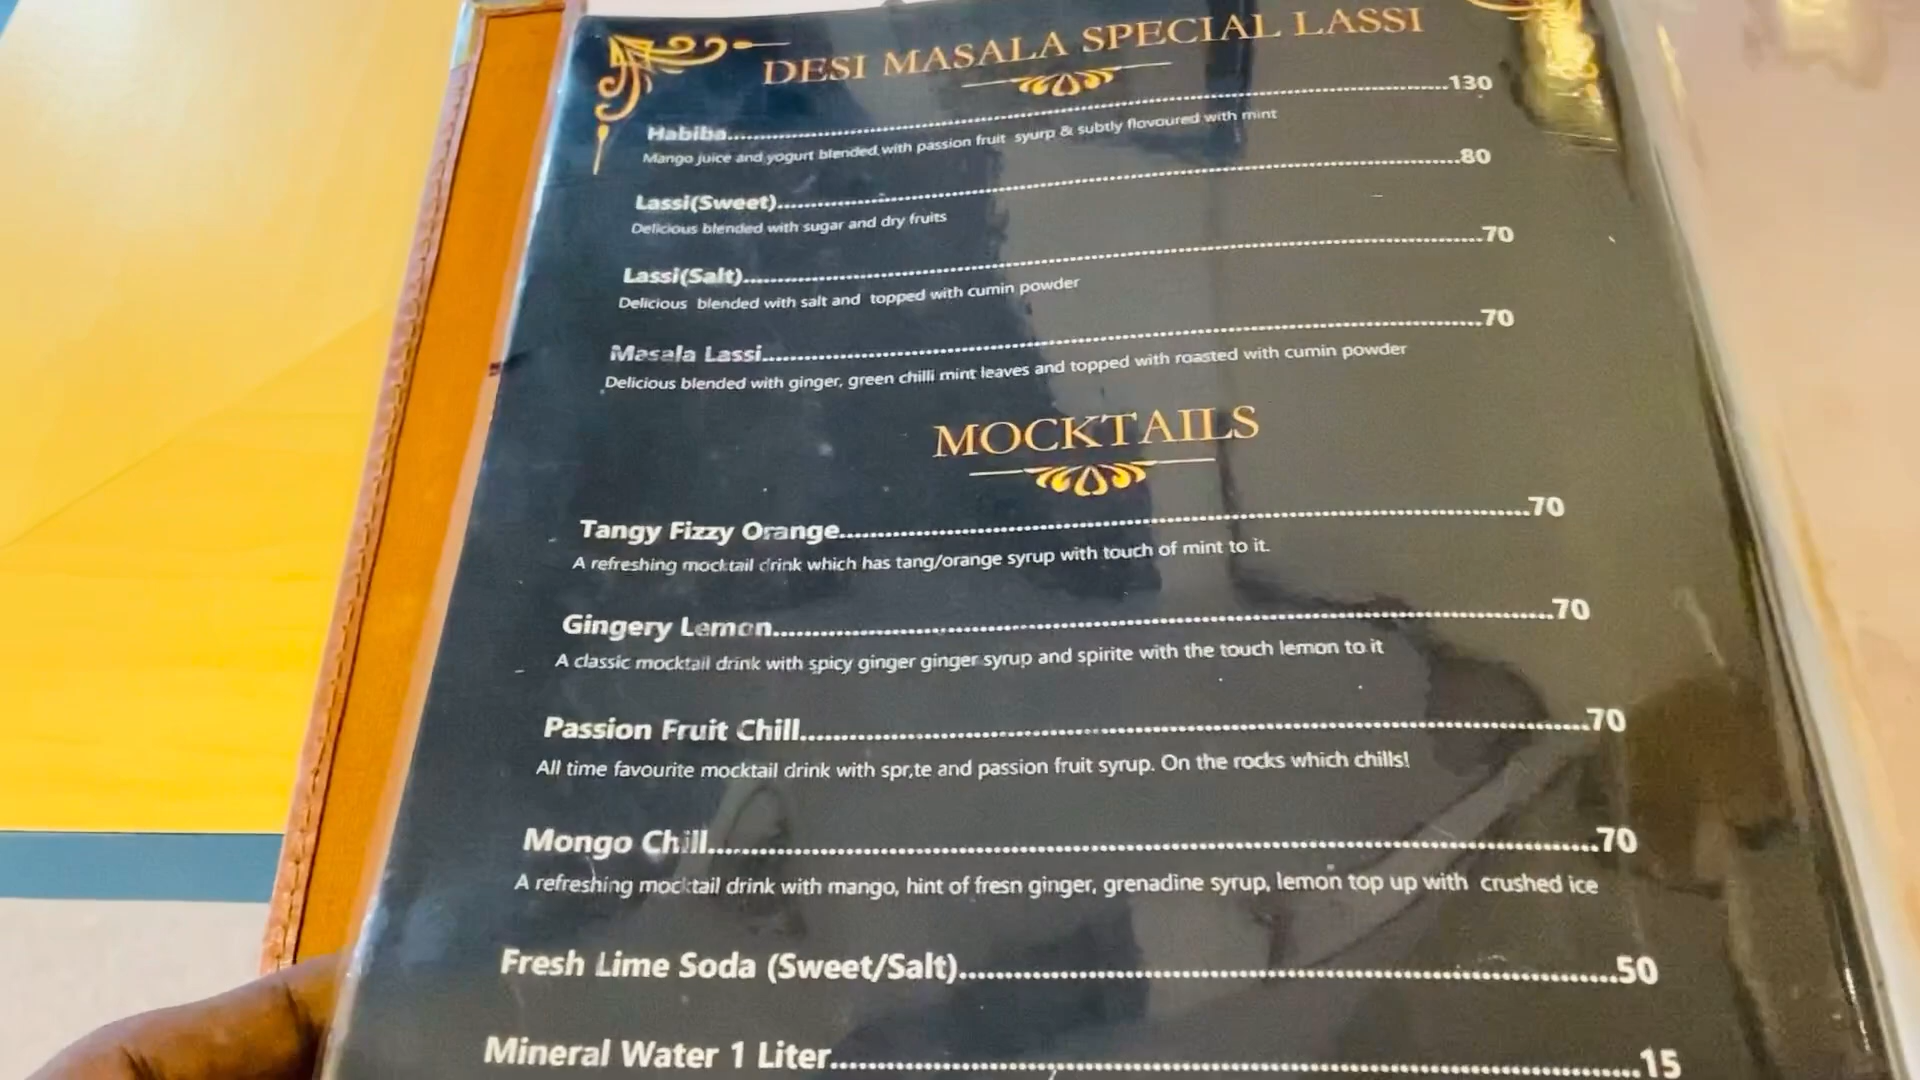 DESI MASALA SPECIAL LASSI
Habiba..........130
Mango juice and yogurt blended with passion fruit syurp & subtly flovoured with mint
Lassi(Sweet)..........80
Delicious blended with sugar and dry fruits
Lassi(Salt)..........70
Delicious blended with salt and topped with cumin powder
Masala Lassi..........70
Delicious blended with ginger, green chilli mint leaves and topped with roasted with cumin powder
MOCKTAILS
Tangy Fizzy Orange..........70
A refreshing mocktail drink which has tang/orange syrup with touch of mint to it.
Gingery Lemon..........70
A classic mocktail drink with spicy ginger ginger syrup and spirite with the touch lemon to it
Passion Fruit Chill..........70
All time favourite mocktail drink with spr,te and passion fruit syrup. On the rocks which chills!
Mongo Chill..........70
A refreshing mocktail drink with mango, hint of fresn ginger, grenadine syrup, lemon top up with crushed ice
Fresh Lime Soda (Sweet/Salt)..........50
Mineral Water 1 Liter..........15